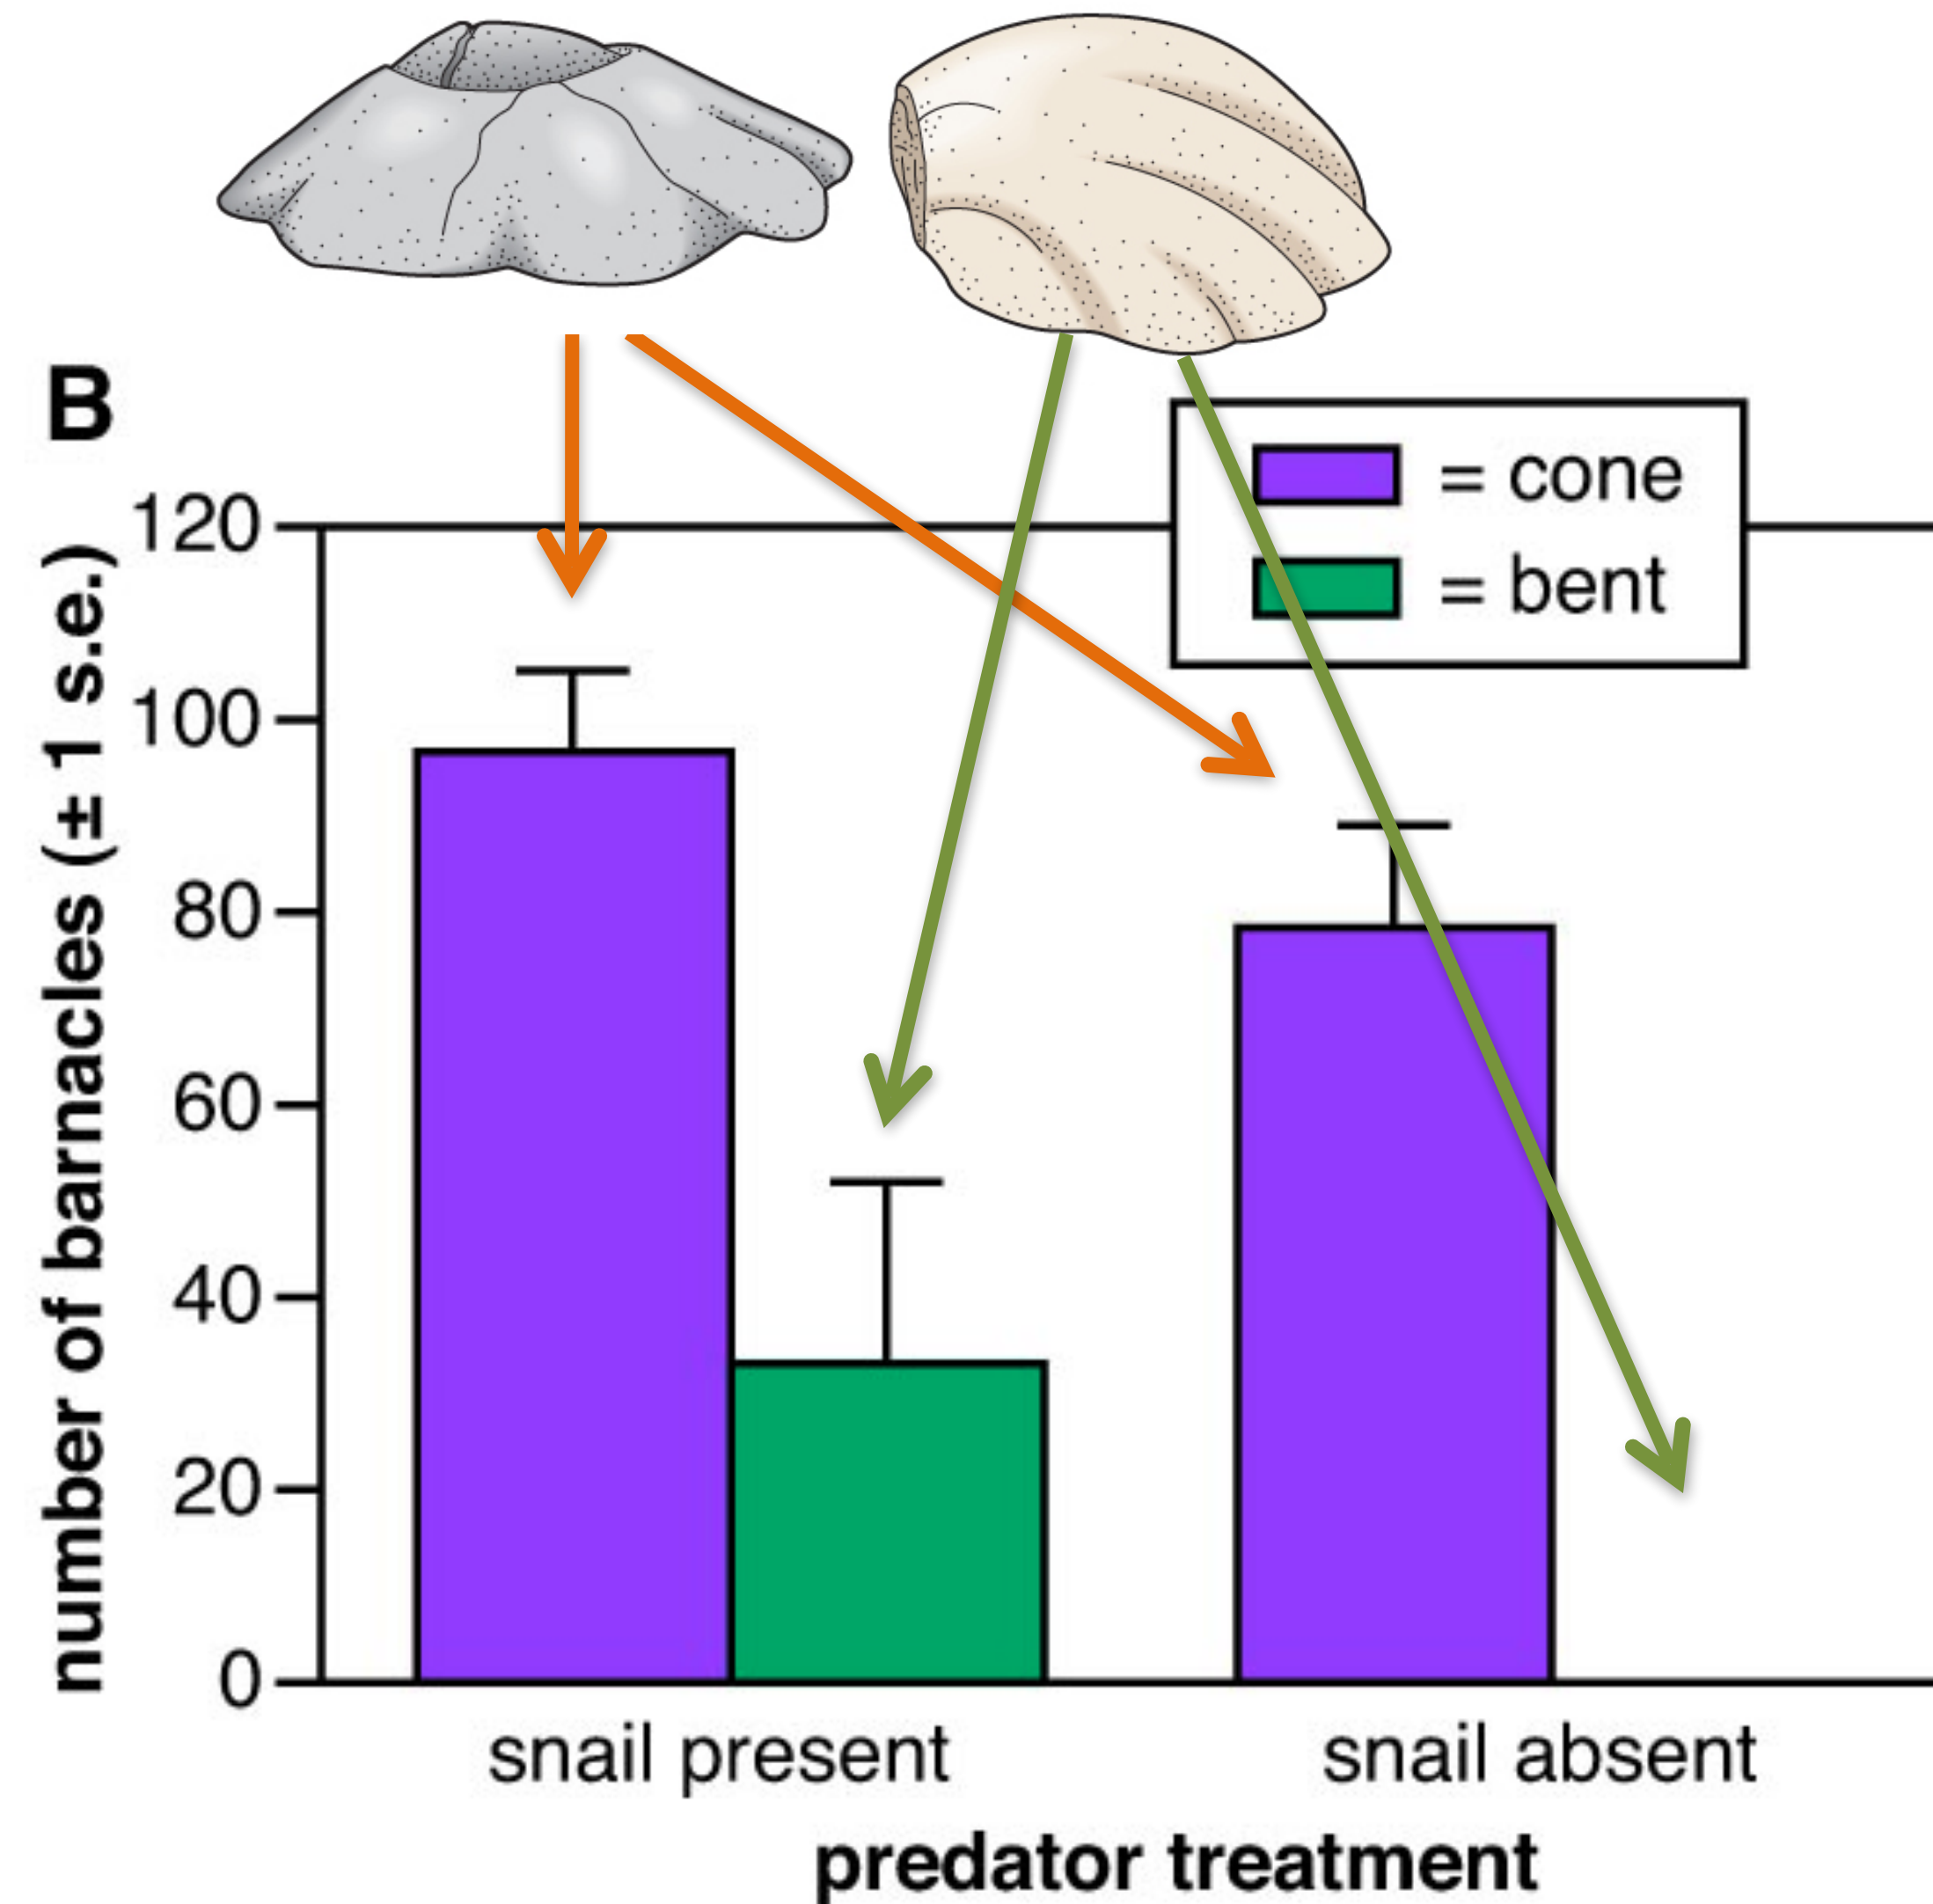 B
= cone
= bent
number of barnacles (± 1 s.e.)
120
100
80
60
40
20
0
snail present
snail absent
predator treatment